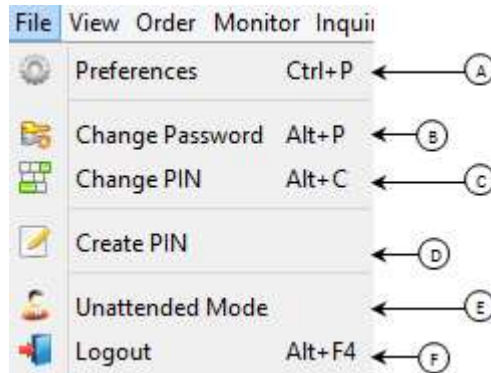 File View Order Monitor Inqui
Preferences Ctrl+P A
Change Password Alt+P B
Change PIN Alt+C C
Create PIN D
Unattended Mode E
Logout Alt+F4 F